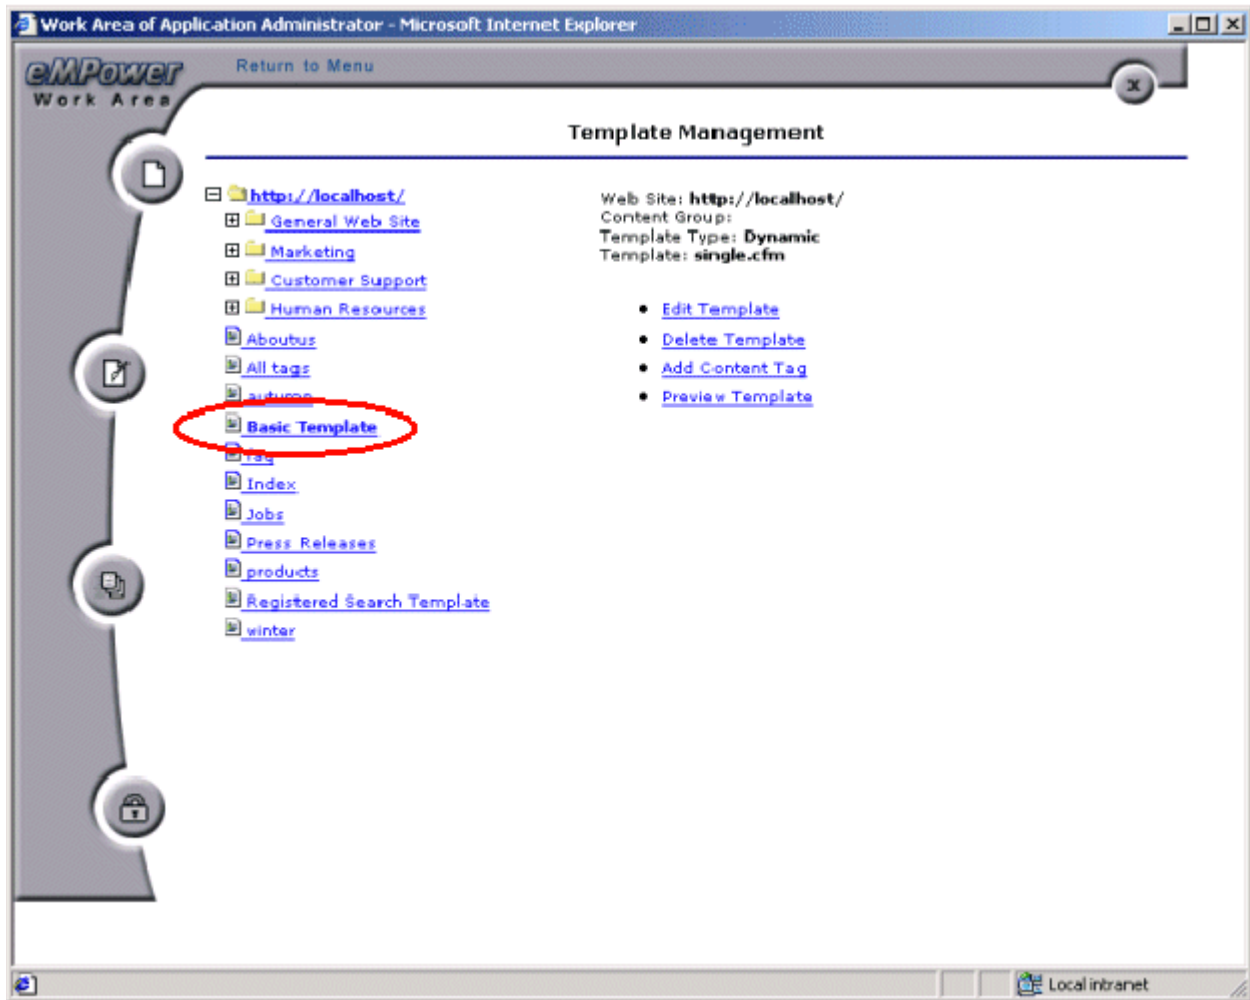 Work Area of Application Administrator - Microsoft Internet Explorer
eMPower
Return to Menu
Work Area
Template Management
http://localhost/
General Web Site
Marketing
Customer Support
Human Resources
Aboutus
All tags
autumn
Basic Template
faq
Index
Jobs
Press Releases
products
Registered Search Template
winter
Web Site: http://localhost/
Content Group:
Template Type: Dynamic
Template: single.cfm
Edit Template
Delete Template
Add Content Tag
Preview Template
Local intranet